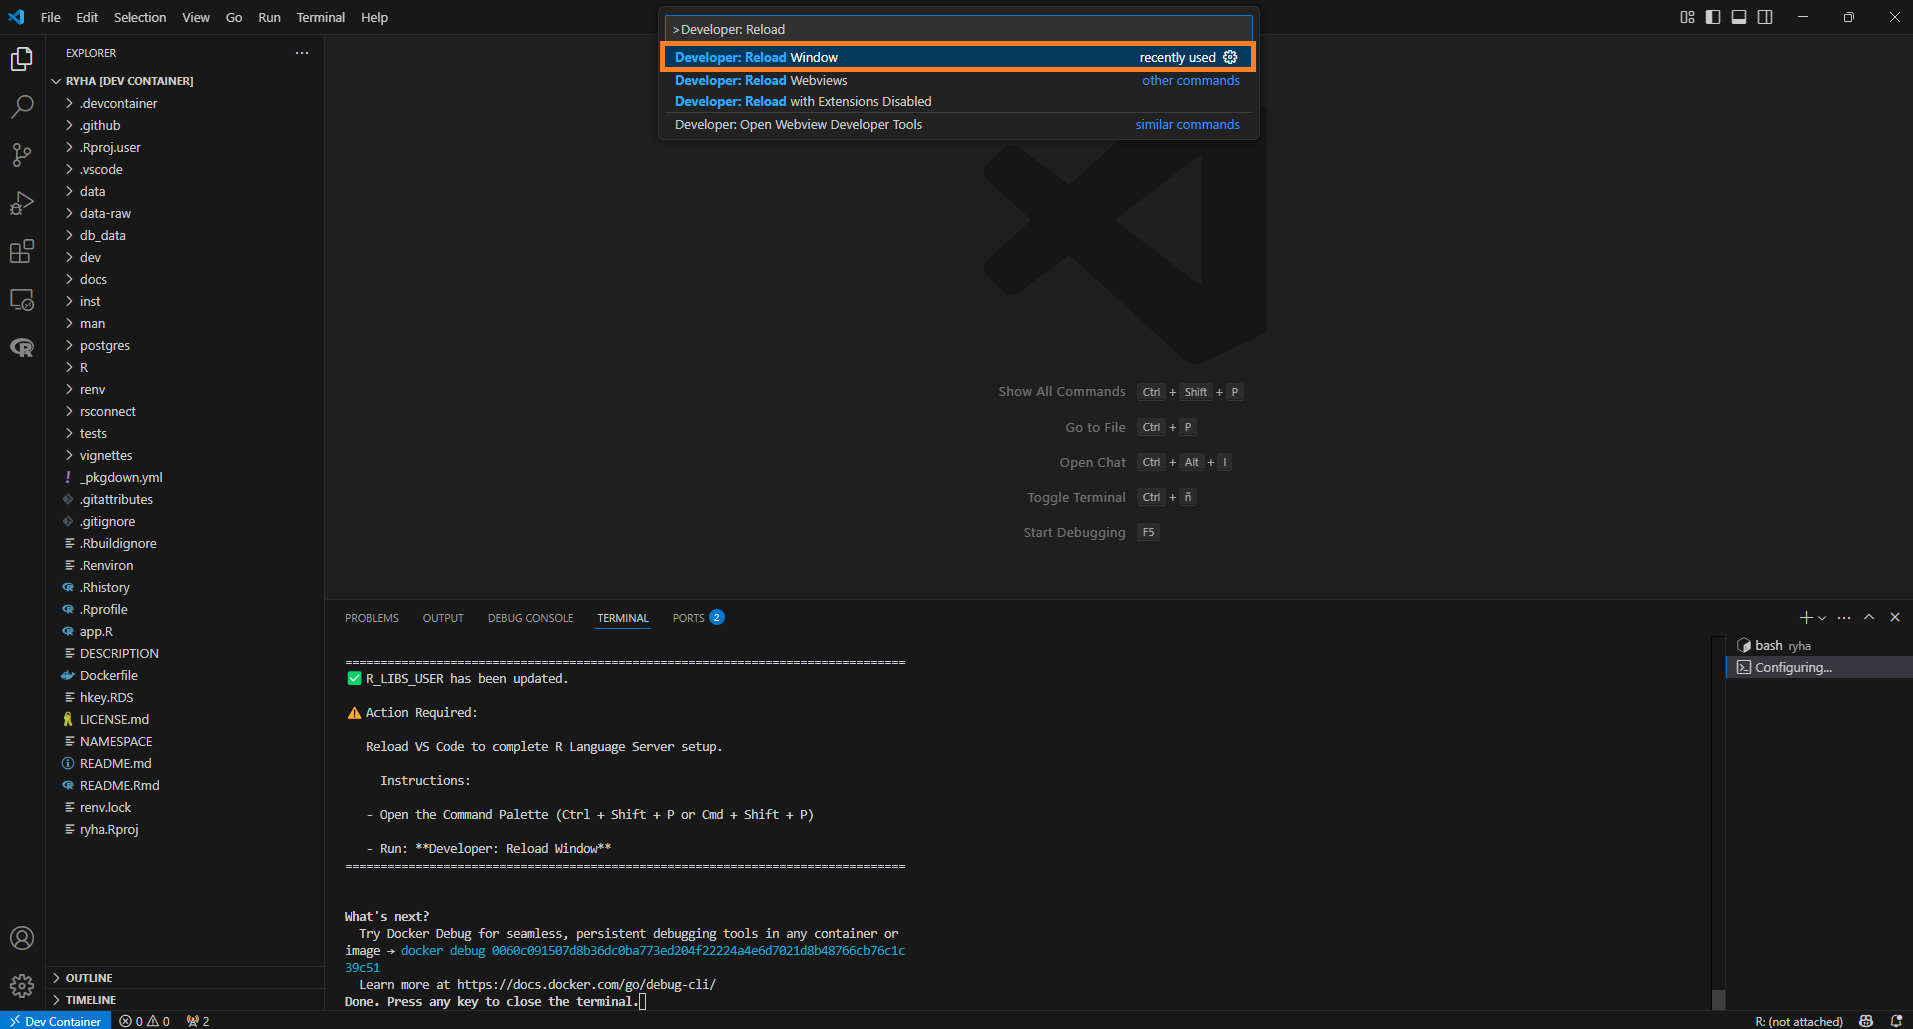 File Edit Selection View Go Run Terminal Help
>Developer: Reload
Developer: Reload Window recently used
Developer: Reload Webviews other commands
Developer: Reload with Extensions Disabled
Developer: Open Webview Developer Tools similar commands
EXPLORER
RYHA [DEV CONTAINER]
.devcontainer
.github
.Rproj.user
.vscode
data
data-raw
db_data
dev
docs
inst
man
postgres
R
renv
rsconnect
tests
vignettes
_pkgdown.yml
.gitattributes
.gitignore
.Rbuildignore
.Renviron
.Rhistory
.Rprofile
app.R
DESCRIPTION
Dockerfile
hkey.RDS
LICENSE.md
NAMESPACE
README.md
README.Rmd
renv.lock
ryha.Rproj
OUTLINE
TIMELINE
Show All Commands Ctrl + Shift + P
Go to File Ctrl + P
Open Chat Ctrl + Alt + I
Toggle Terminal Ctrl + ñ
Start Debugging F5
PROBLEMS OUTPUT DEBUG CONSOLE TERMINAL PORTS 2
================================================================================
✅ R_LIBS_USER has been updated.
⚠ Action Required:
Reload VS Code to complete R Language Server setup.
Instructions:
- Open the Command Palette (Ctrl + Shift + P or Cmd + Shift + P)
- Run: **Developer: Reload Window**
================================================================================
What's next?
Try Docker Debug for seamless, persistent debugging tools in any container or
image → docker debug 0060c091507d8b36dc0ba773ed204f22224a4e6d7021d8b48766cb76c1c
39c51
Learn more at https://docs.docker.com/go/debug-cli/
Done. Press any key to close the terminal.
bash ryha
Configuring...
Dev Container 0 0 2 R: (not attached)